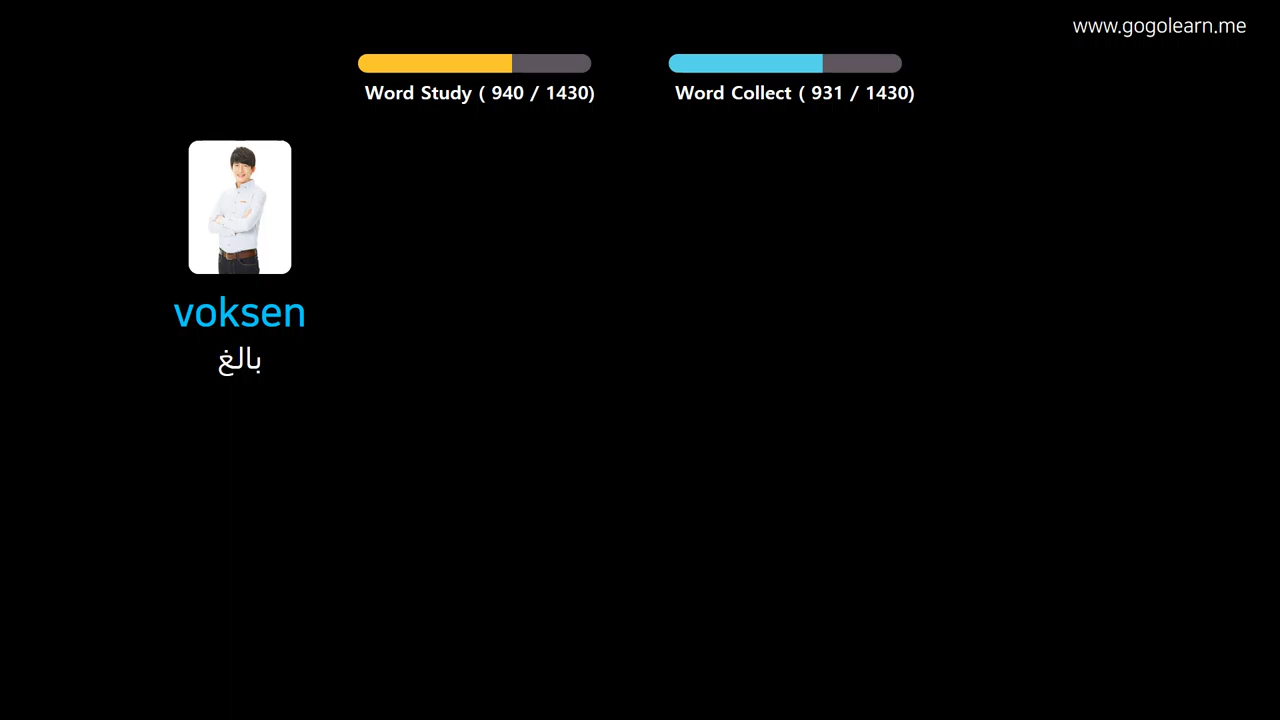 www.gogolearn.me
Word Study ( 940 / 1430)
Word Collect ( 931 / 1430)
voksen
بالغ